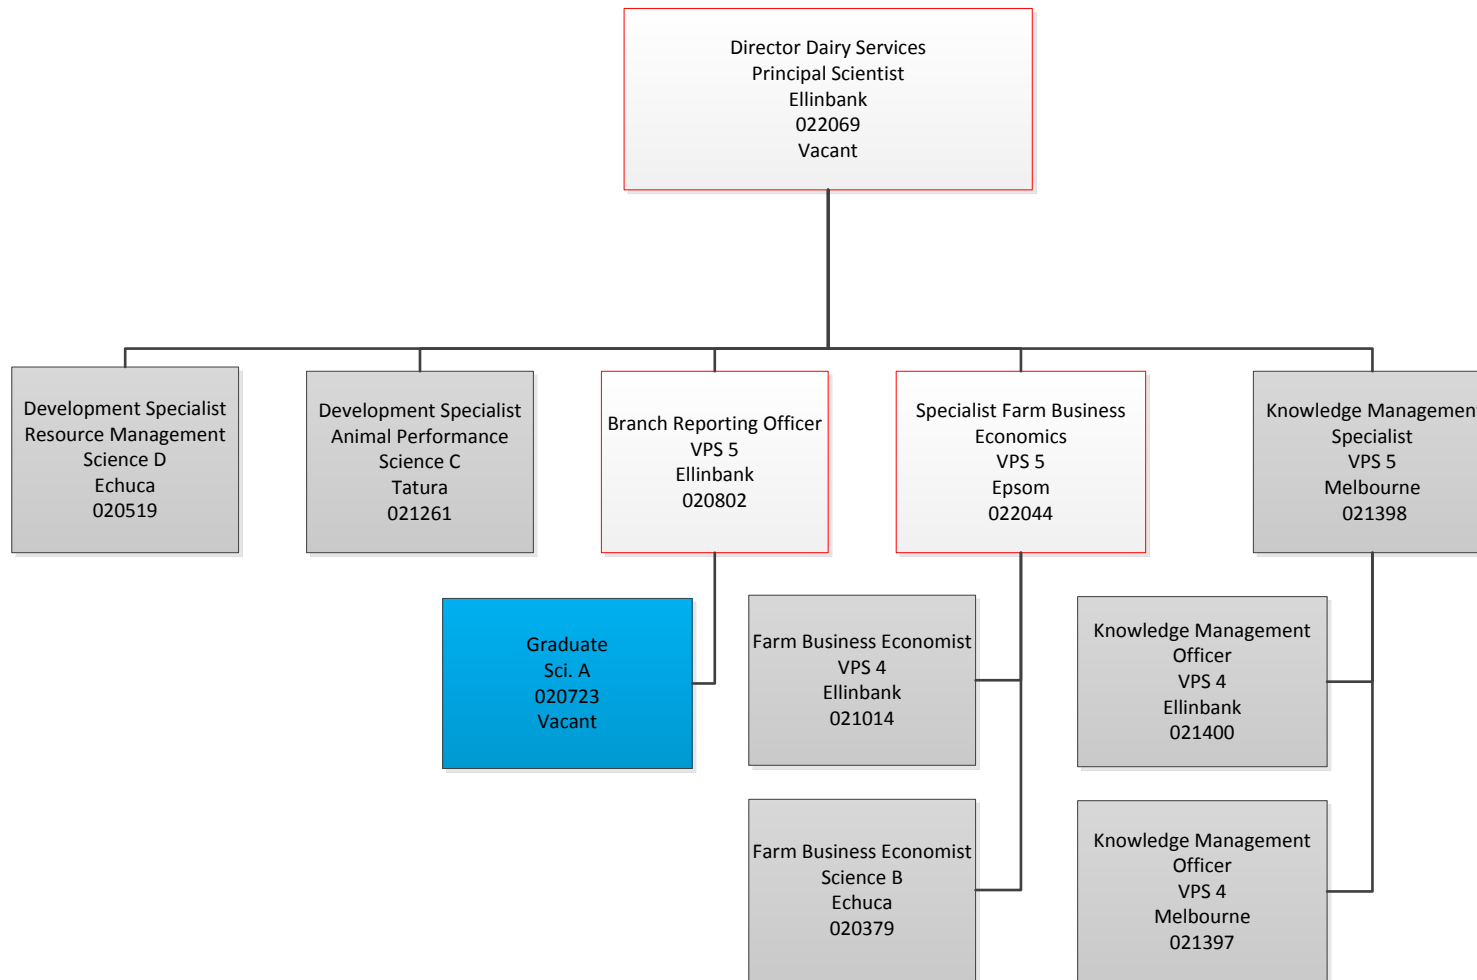 Director Dairy Services
Principal Scientist
Ellinbank
022069
Vacant
Development Specialist
Resource Management
Science D
Echuca
020519
Development Specialist
Animal Performance
Science C
Tatura
021261
Branch Reporting Officer
VPS 5
Ellinbank
020802
Specialist Farm Business
Economics
VPS 5
Epsom
022044
Knowledge Management
Specialist
VPS 5
Melbourne
021398
Graduate
Sci. A
020723
Vacant
Farm Business Economist
VPS 4
Ellinbank
021014
Knowledge Management
Officer
VPS 4
Ellinbank
021400
Farm Business Economist
Science B
Echuca
020379
Knowledge Management
Officer
VPS 4
Melbourne
021397